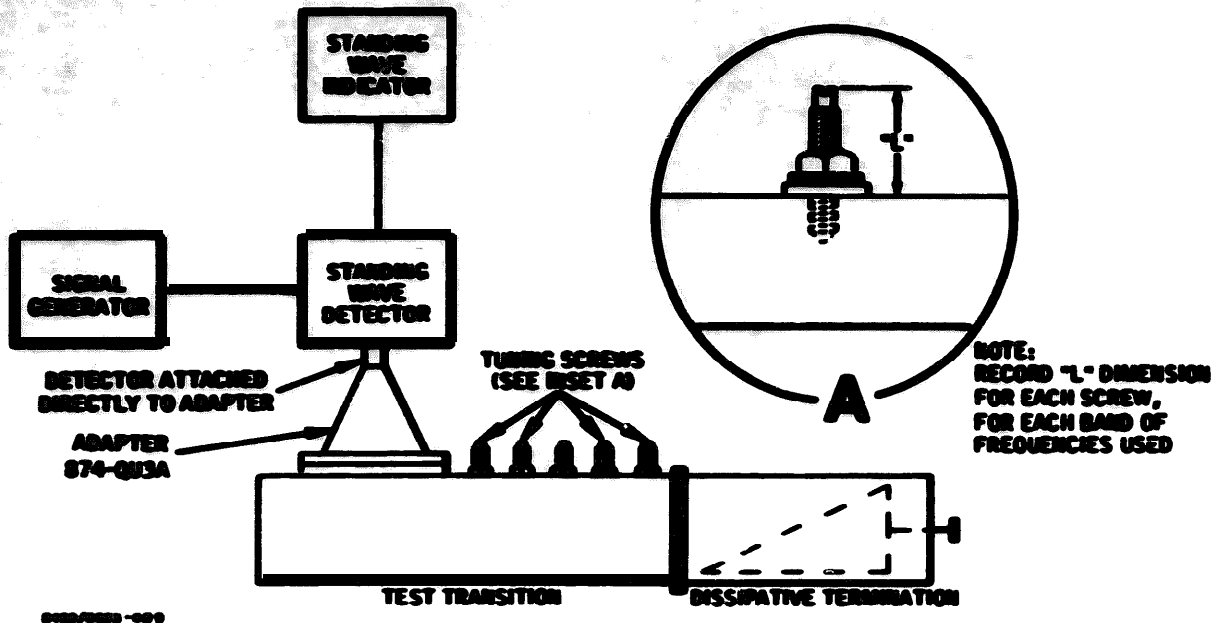 STANDING
WAVE
INDICATOR
SIGNAL
GENERATOR
STANDING
WAVE
DETECTOR
DETECTOR ATTACHED
DIRECTLY TO ADAPTER
ADAPTER
874-QU3A
TUNING SCREWS
(SEE INSET A)
"L"
A
NOTE:
RECORD "L" DIMENSION
FOR EACH SCREW,
FOR EACH BAND OF
FREQUENCIES USED
TEST TRANSITION
DISSIPATIVE TERMINATION